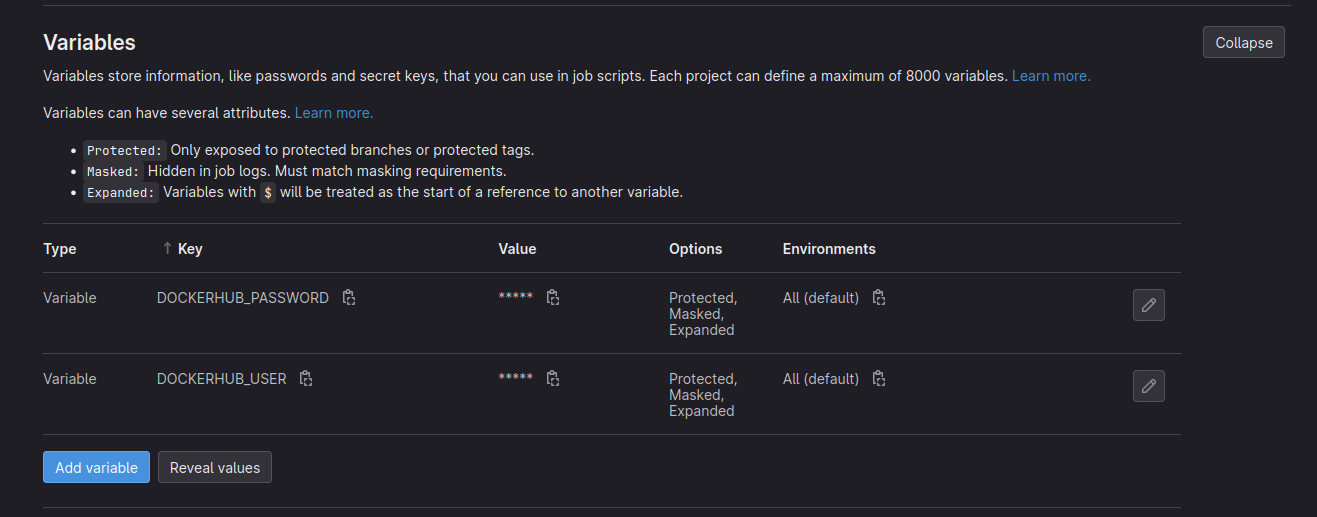 Variables
Collapse
Variables store information, like passwords and secret keys, that you can use in job scripts. Each project can define a maximum of 8000 variables. Learn more.
Variables can have several attributes. Learn more.
• Protected: Only exposed to protected branches or protected tags.
• Masked: Hidden in job logs. Must match masking requirements.
• Expanded: Variables with $ will be treated as the start of a reference to another variable.
Type ↑ Key Value Options Environments
Variable DOCKERHUB_PASSWORD ***** Protected, All (default)
Masked,
Expanded
Variable DOCKERHUB_USER ***** Protected, All (default)
Masked,
Expanded
Add variable Reveal values